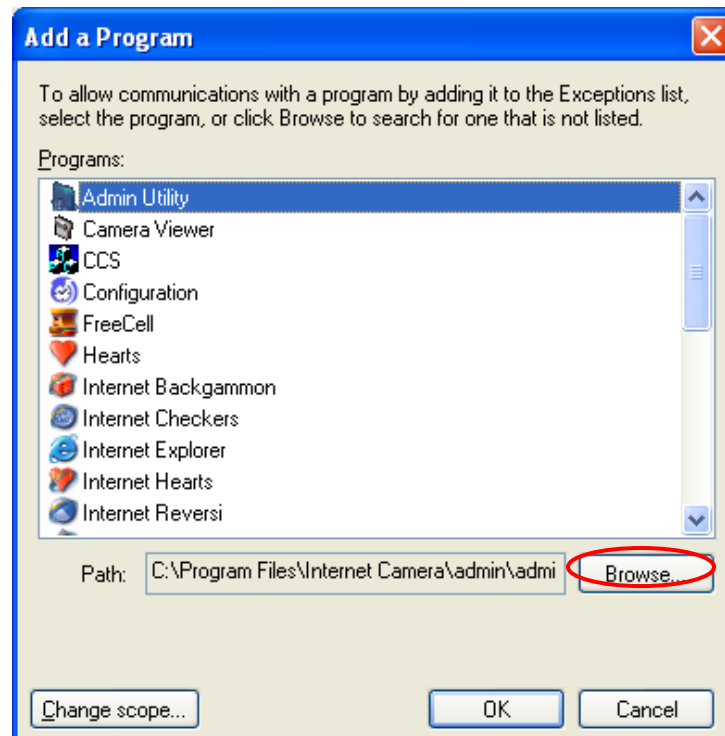 Add a Program
To allow communications with a program by adding it to the Exceptions list,
select the program, or click Browse to search for one that is not listed.
Programs:
Admin Utility
Camera Viewer
CCS
Configuration
FreeCell
Hearts
Internet Backgammon
Internet Checkers
Internet Explorer
Internet Hearts
Internet Reversi
Path: C:\Program Files\Internet Camera\admin\admi Browse...
Change scope... OK Cancel